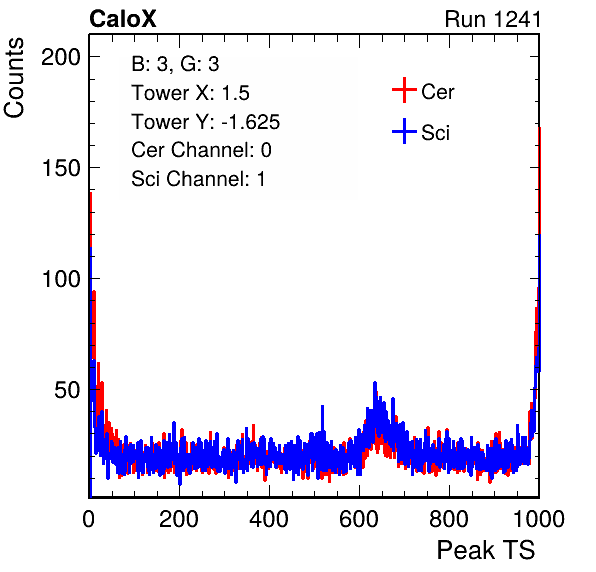 CaloX Run 1241
Counts
200
150
100
50
B: 3, G: 3
Tower X: 1.5
Tower Y: -1.625
Cer Channel: 0
Sci Channel: 1
Cer
Sci
0 200 400 600 800 1000
Peak TS